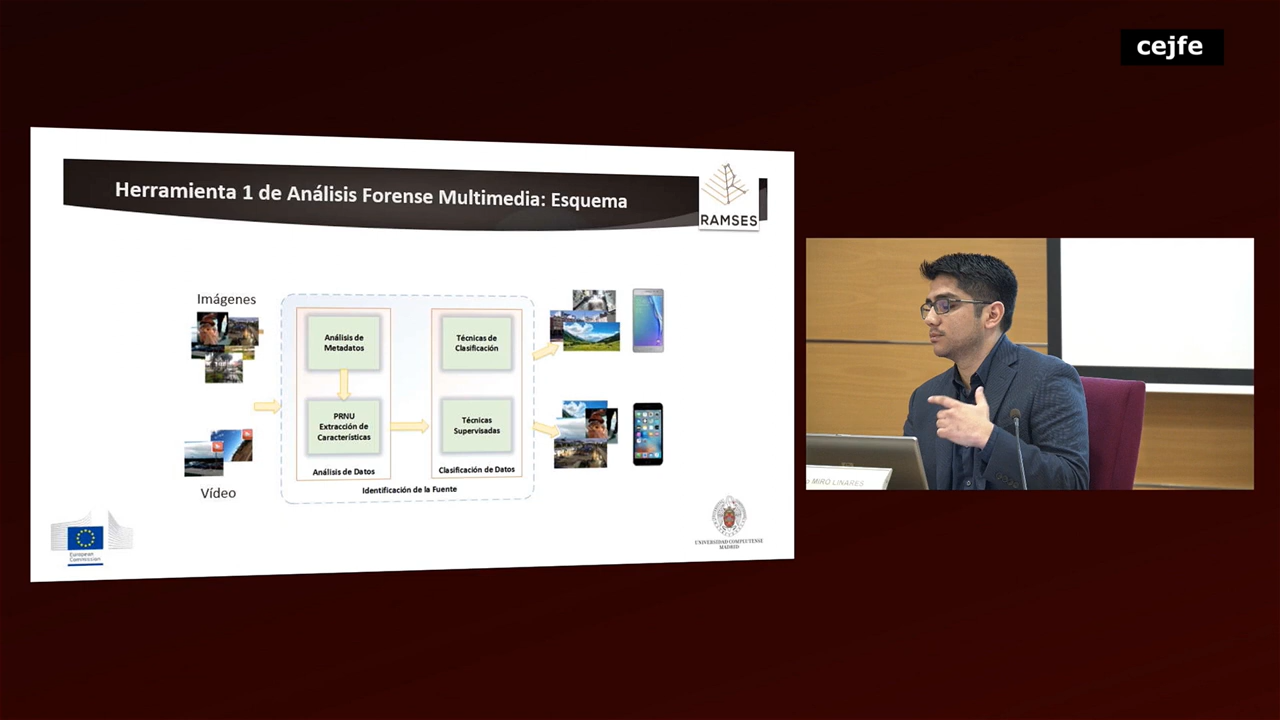 cejfe
Herramienta 1 de Análisis Forense Multimedia: Esquema
RAMSES
Imágenes
Vídeo
Análisis de
Metadatos
PRNU
Extracción de
Características
Análisis de Datos
Técnicas de
Clasificación
Técnicas
Supervisadas
Clasificación de Datos
Identificación de la Fuente
European
Commission
UNIVERSIDAD COMPLUTENSE
MADRID
MIRÓ LINARES